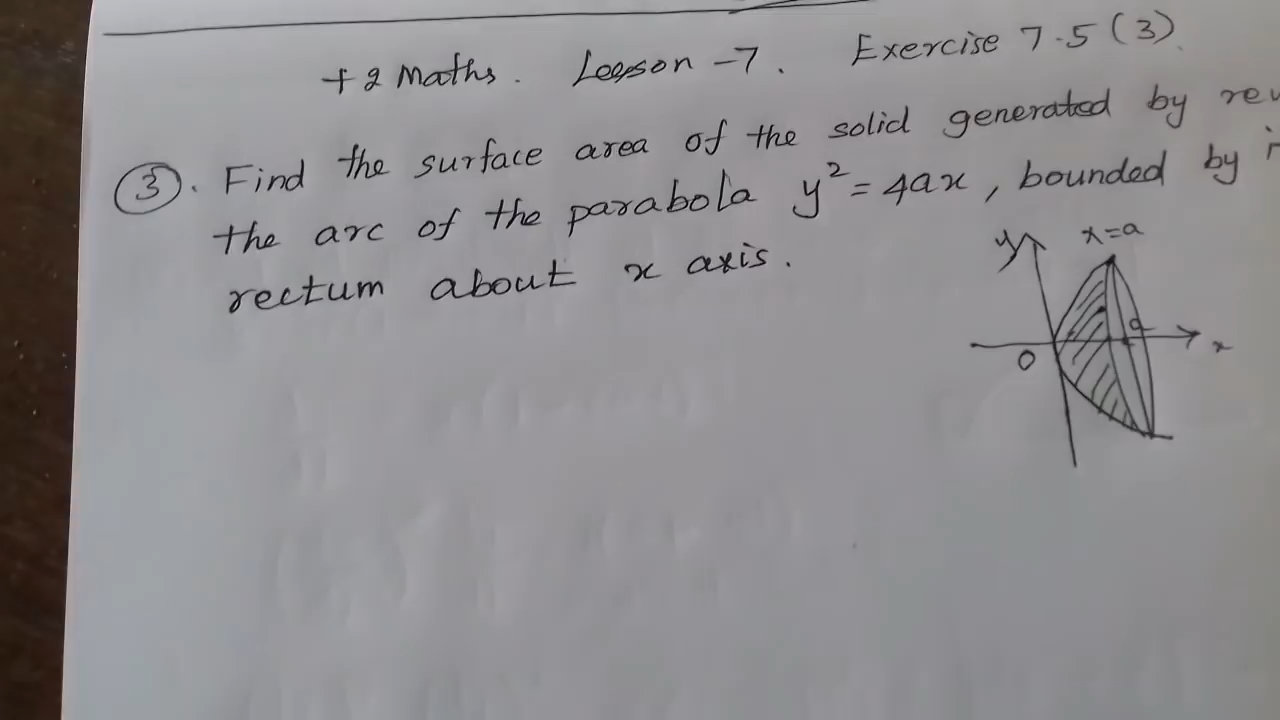 +2 Maths. Lesson -7. Exercise 7.5 (3)
3. Find the surface area of the solid generated by
the arc of the parabola y² = 4ax, bounded by
rectum about x axis.
y x=a
a
O x